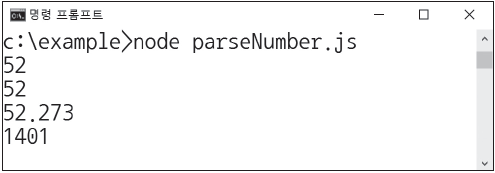 명령 프롬프트
c:\example>node parseNumber.js
52
52
52.273
1401